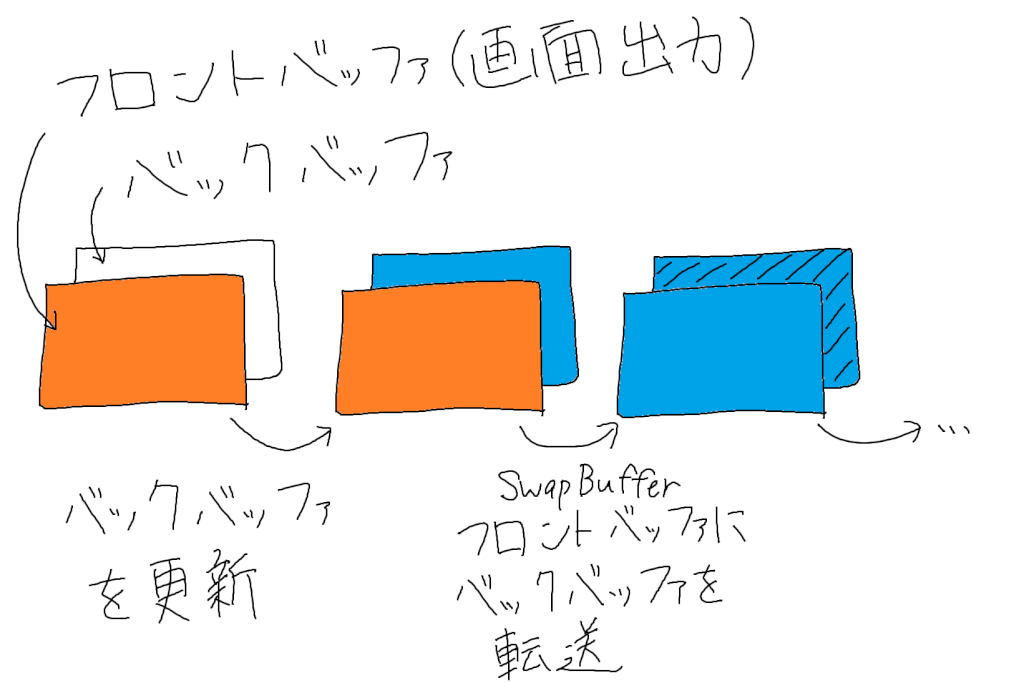 フロントバッファ(画面出力)
バックバッファ
バックバッファ
を更新
SwapBuffer
フロントバッファに
バックバッファを
転送
...